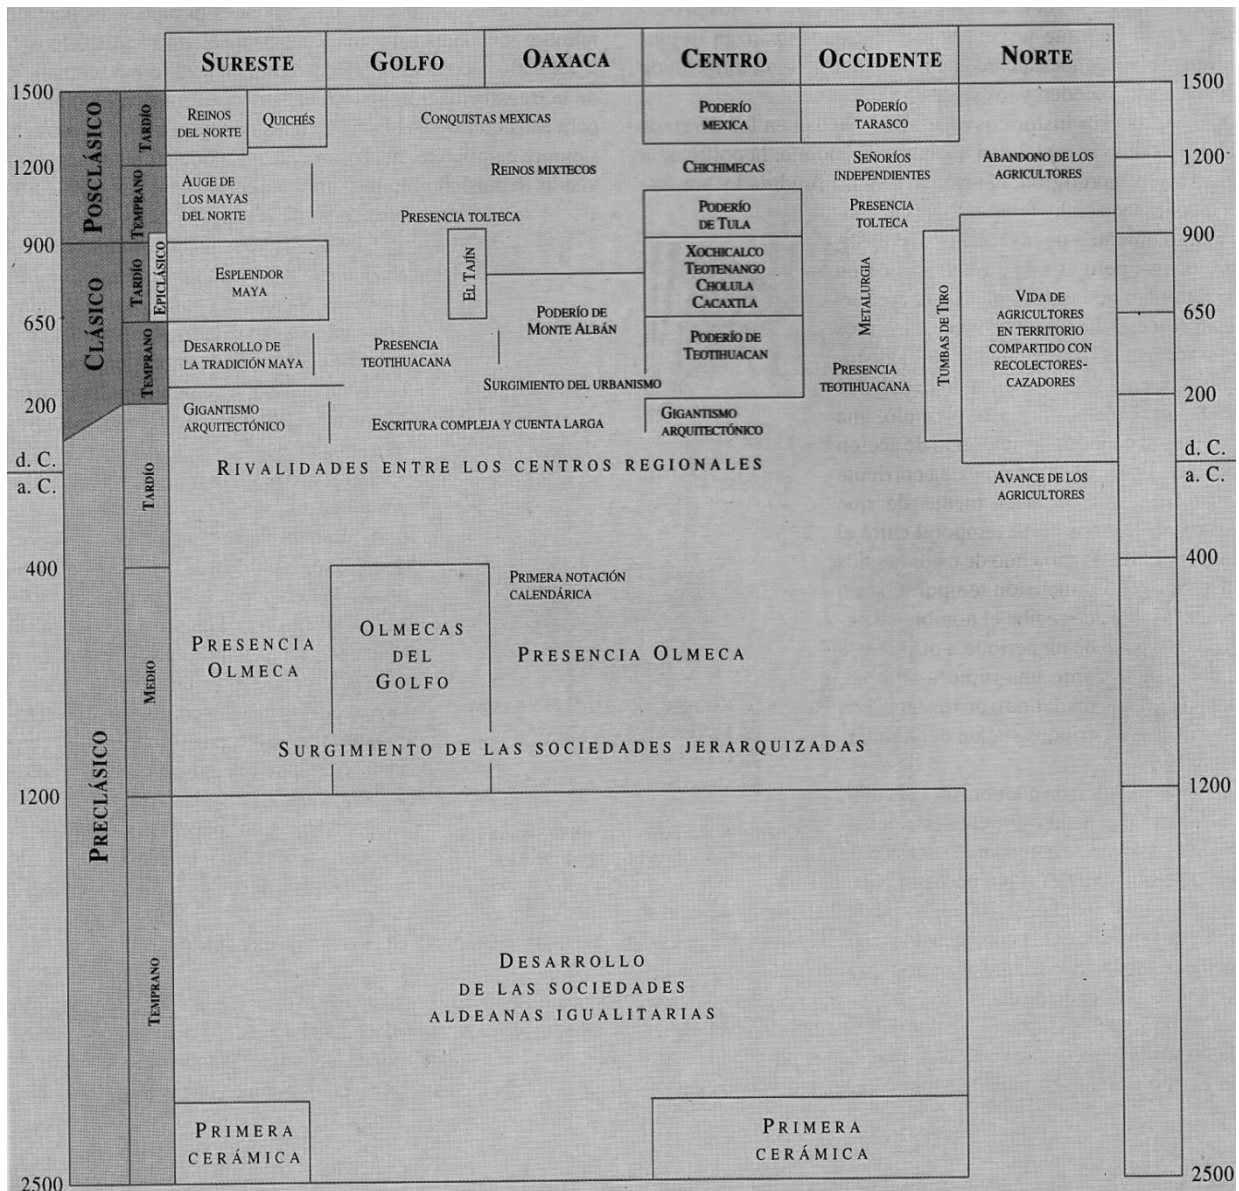 SURESTE
GOLFO
OAXACA
CENTRO
OCCIDENTE
NORTE
1500
1500
POSCLÁSICO
TARDÍO
REINOS
DEL NORTE
QUICHÉS
CONQUISTAS MEXICAS
PODERÍO
MEXICA
PODERÍO
TARASCO
1200
1200
REINOS MIXTECOS
CHICHIMECAS
SEÑORÍOS
INDEPENDIENTES
ABANDONO DE LOS
AGRICULTORES
TEMPRANO
AUGE DE
LOS MAYAS
DEL NORTE
PRESENCIA TOLTECA
PODERÍO
DE TULA
PRESENCIA
TOLTECA
900
900
CLÁSICO
TARDÍO
EPICLÁSICO
ESPLENDOR
MAYA
EL TAJÍN
XOCHICALCO
TEOTENANGO
CHOLULA
CACAXTLA
METALURGIA
TUMBAS DE TIRO
VIDA DE
AGRICULTORES
EN TERRITORIO
COMPARTIDO CON
RECOLECTORES-
CAZADORES
650
650
TEMPRANO
DESARROLLO DE
LA TRADICIÓN MAYA
PRESENCIA
TEOTIHUACANA
PODERÍO DE
MONTE ALBÁN
PODERÍO DE
TEOTIHUACAN
PRESENCIA
TEOTIHUACANA
SURGIMIENTO DEL URBANISMO
200
200
GIGANTISMO
ARQUITECTÓNICO
ESCRITURA COMPLEJA Y CUENTA LARGA
GIGANTISMO
ARQUITECTÓNICO
d. C.
a. C.
d. C.
a. C.
RIVALIDADES ENTRE LOS CENTROS REGIONALES
AVANCE DE LOS
AGRICULTORES
PRECLÁSICO
TARDÍO
400
400
MEDIO
PRIMERA NOTACIÓN
CALENDÁRICA
PRESENCIA
OLMECA
OLMECAS
DEL
GOLFO
PRESENCIA OLMECA
SURGIMIENTO DE LAS SOCIEDADES JERARQUIZADAS
1200
1200
TEMPRANO
DESARROLLO
DE LAS SOCIEDADES
ALDEANAS IGUALITARIAS
PRIMERA
CERÁMICA
PRIMERA
CERÁMICA
2500
2500